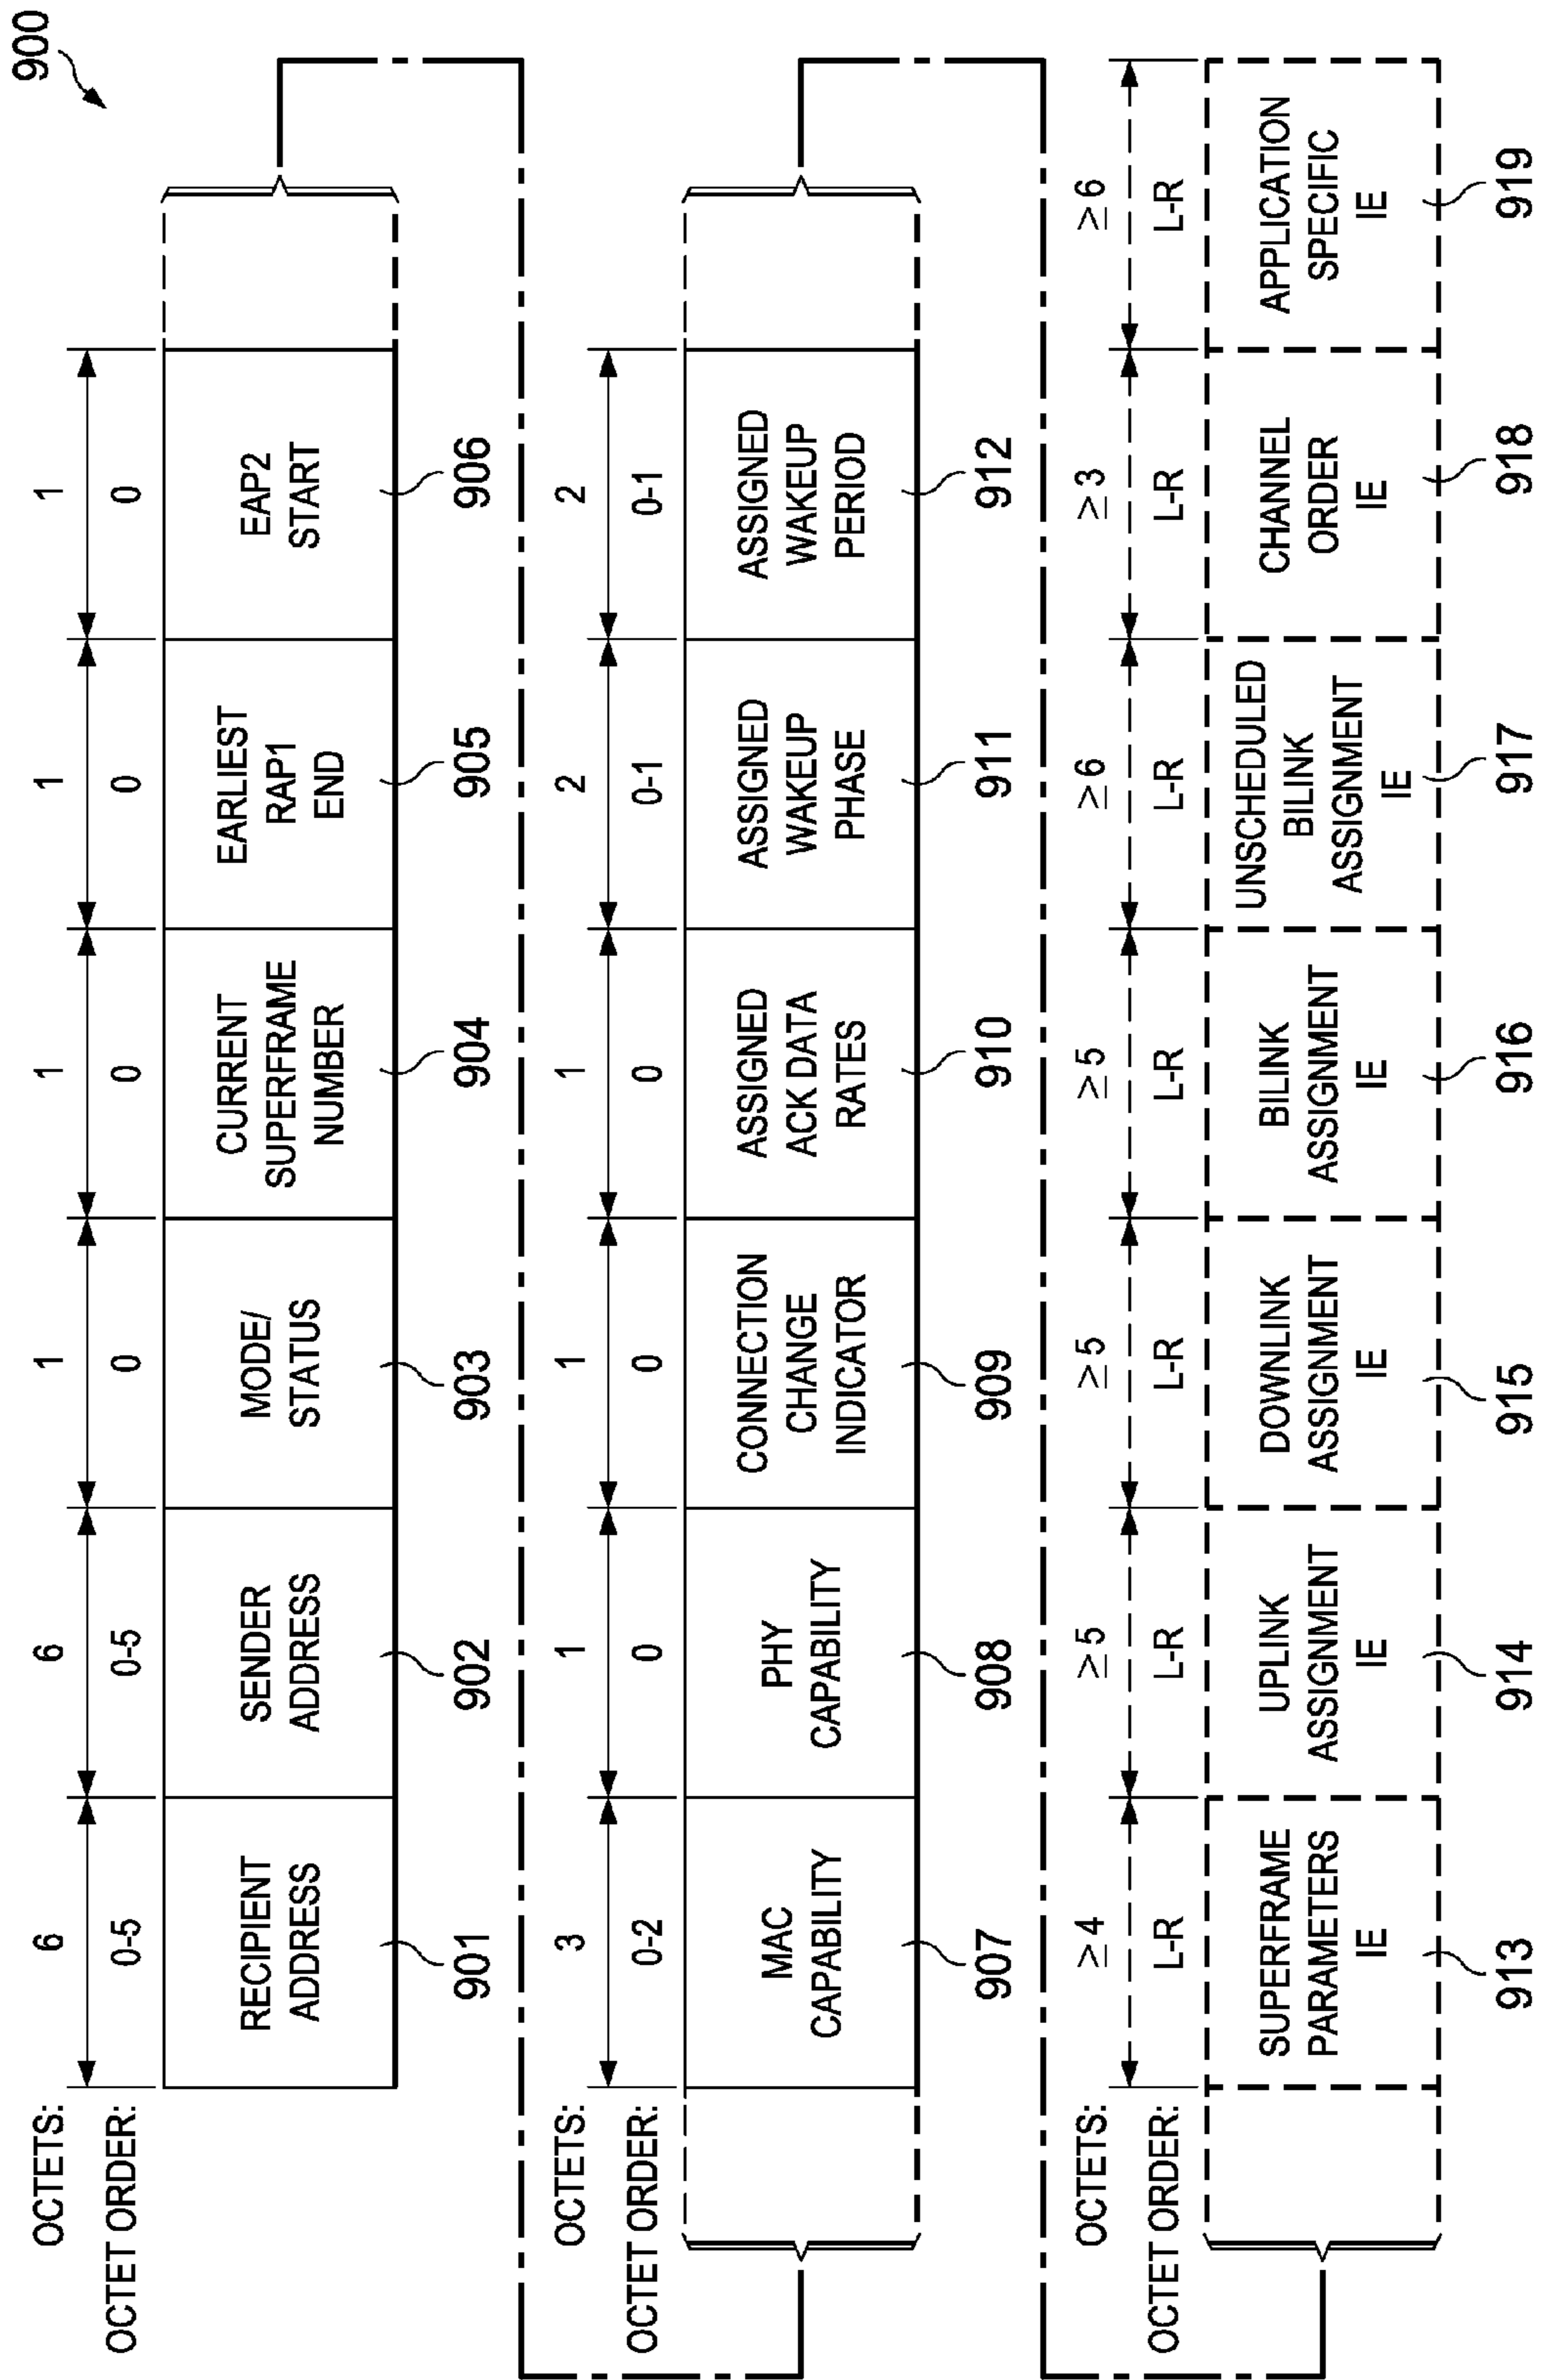 900
OCTETS: 6 6 1 1 1 1
OCTET ORDER: 0-5 0-5 0 0 0 0
RECIPIENT
ADDRESS
SENDER
ADDRESS
MODE/
STATUS
CURRENT
SUPERFRAME
NUMBER
EARLIEST
RAP1
END
EAP2
START
901 902 903 904 905 906
OCTETS: 3 1 1 1 2 2
OCTET ORDER: 0-2 0 0 0 0-1 0-1
MAC
CAPABILITY
PHY
CAPABILITY
CONNECTION
CHANGE
INDICATOR
ASSIGNED
ACK DATA
RATES
ASSIGNED
WAKEUP
PHASE
ASSIGNED
WAKEUP
PERIOD
907 908 909 910 911 912
OCTETS: ≥4 ≥5 ≥5 ≥5 ≥6 ≥3 ≥6
OCTET ORDER: L-R L-R L-R L-R L-R L-R L-R
SUPERFRAME
PARAMETERS
IE
UPLINK
ASSIGNMENT
IE
DOWNLINK
ASSIGNMENT
IE
BILINK
ASSIGNMENT
IE
UNSCHEDULED
BILINK
ASSIGNMENT
IE
CHANNEL
ORDER
IE
APPLICATION
SPECIFIC
IE
913 914 915 916 917 918 919